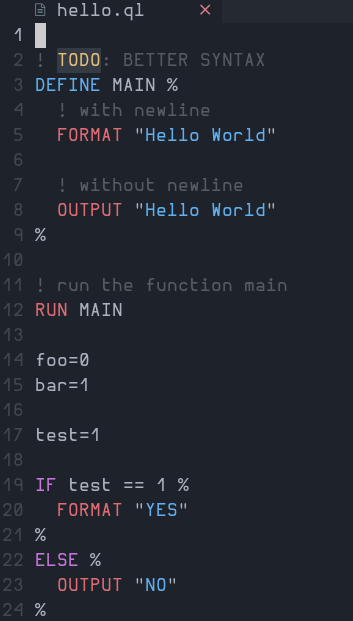 hello.ql ×
1
2 ! TODO: BETTER SYNTAX
3 DEFINE MAIN %
4   ! with newline
5   FORMAT "Hello World"
6
7   ! without newline
8   OUTPUT "Hello World"
9 %
10
11 ! run the function main
12 RUN MAIN
13
14 foo=0
15 bar=1
16
17 test=1
18
19 IF test == 1 %
20   FORMAT "YES"
21 %
22 ELSE %
23   OUTPUT "NO"
24 %